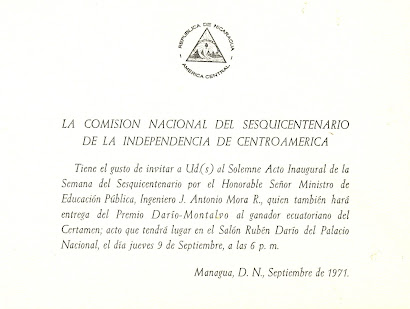 REPUBLICA DE NICARAGUA
AMERICA CENTRAL
LA COMISION NACIONAL DEL SESQUICENTENARIO
DE LA INDEPENDENCIA DE CENTROAMERICA
Tiene el gusto de invitar a Ud(s) al Solemne Acto Inaugural de la
Semana del Sesquicentenario por el Honorable Señor Ministro de
Educación Pública, Ingeniero J. Antonio Mora R., quien también hará
entrega del Premio Darío-Montalvo al ganador ecuatoriano del
Certamen; acto que tendrá lugar en el Salón Rubén Darío del Palacio
Nacional, el día jueves 9 de Septiembre, a las 6 p. m.
Managua, D. N., Septiembre de 1971.